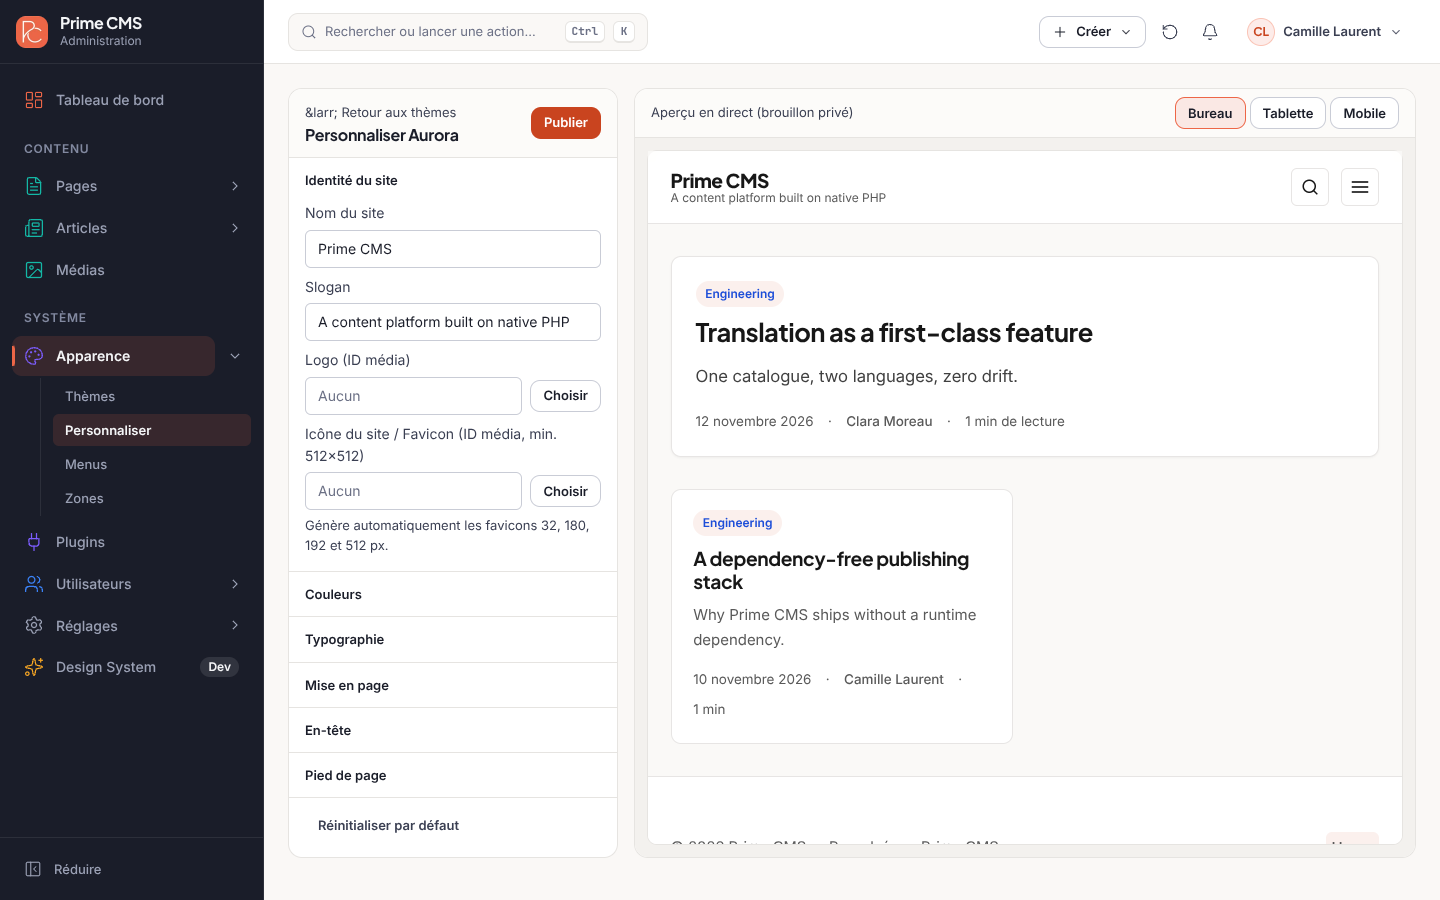 Prime CMS
Administration
Tableau de bord
CONTENU
Pages
Articles
Médias
SYSTÈME
Apparence
Thèmes
Personnaliser
Menus
Zones
Plugins
Utilisateurs
Réglages
Design System Dev
Réduire
Rechercher ou lancer une action... Ctrl K
Créer
CL Camille Laurent
&larr; Retour aux thèmes
Personnaliser Aurora
Publier
Identité du site
Nom du site
Prime CMS
Slogan
A content platform built on native PHP
Logo (ID média)
Aucun Choisir
Icône du site / Favicon (ID média, min.
512×512)
Aucun Choisir
Génère automatiquement les favicons 32, 180,
192 et 512 px.
Couleurs
Typographie
Mise en page
En-tête
Pied de page
Réinitialiser par défaut
Aperçu en direct (brouillon privé)
Bureau Tablette Mobile
Prime CMS
A content platform built on native PHP
Engineering
Translation as a first-class feature
One catalogue, two languages, zero drift.
12 novembre 2026 · Clara Moreau · 1 min de lecture
Engineering
A dependency-free publishing
stack
Why Prime CMS ships without a runtime
dependency.
10 novembre 2026 · Camille Laurent ·
1 min